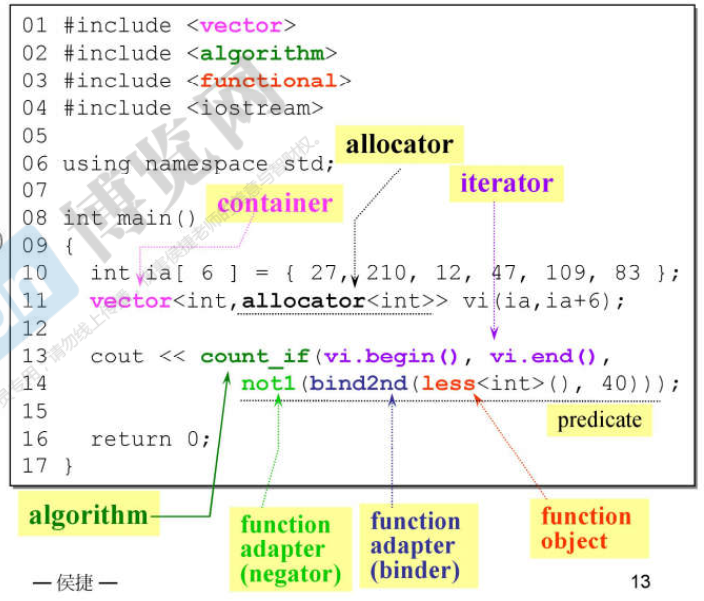 01 #include <vector>
02 #include <algorithm>
03 #include <functional>
04 #include <iostream>
05
06 using namespace std;
07
08 int main()
09 {
10   int ia[ 6 ] = { 27, 210, 12, 47, 109, 83 };
11   vector<int,allocator<int>> vi(ia,ia+6);
12
13   cout << count_if(vi.begin(), vi.end(),
14                not1(bind2nd(less<int>(), 40)));
15
16   return 0;
17 }
allocator
iterator
container
predicate
algorithm
function
adapter
(negator)
function
adapter
(binder)
function
object
— 侯捷 —
13
博览网